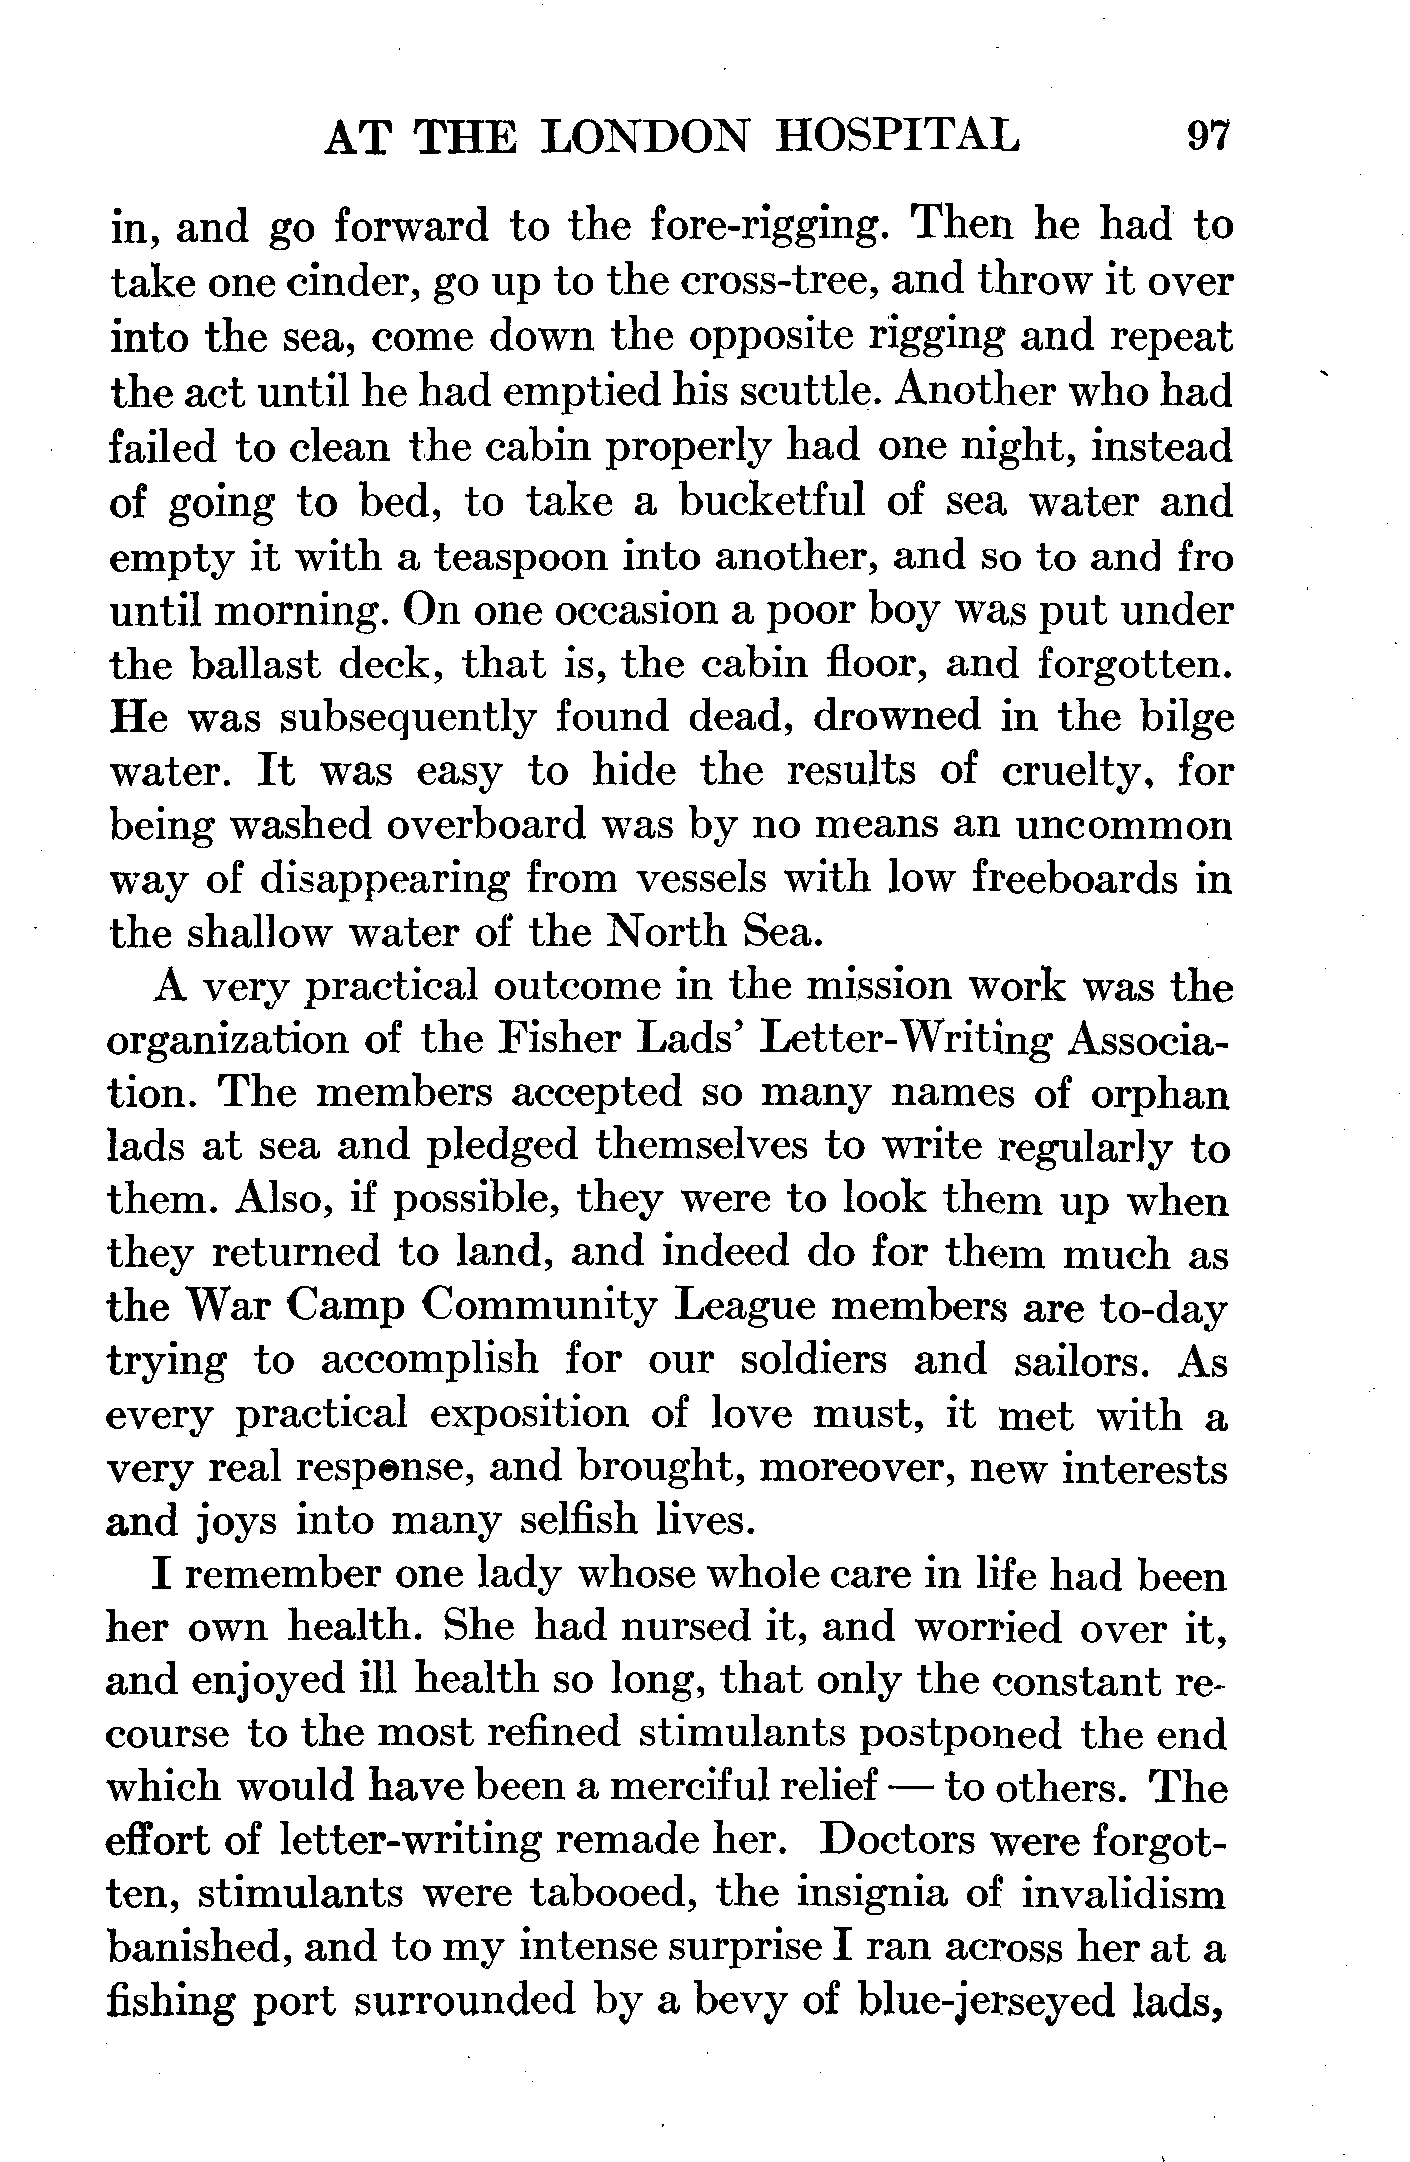 AT THE LONDON HOSPITAL 97
in, and go forward to the fore-rigging. Then he had to
take one cinder, go up to the cross-tree, and throw it over
into the sea, come down the opposite rigging and repeat
the act until he had emptied his scuttle. Another who had
failed to clean the cabin properly had one night, instead
of going to bed, to take a bucketful of sea water and
empty it with a teaspoon into another, and so to and fro
until morning. On one occasion a poor boy was put under
the ballast deck, that is, the cabin floor, and forgotten.
He was subsequently found dead, drowned in the bilge
water. It was easy to hide the results of cruelty, for
being washed overboard was by no means an uncommon
way of disappearing from vessels with low freeboards in
the shallow water of the North Sea.
A very practical outcome in the mission work was the
organization of the Fisher Lads' Letter-Writing Associa-
tion. The members accepted so many names of orphan
lads at sea and pledged themselves to write regularly to
them. Also, if possible, they were to look them up when
they returned to land, and indeed do for them much as
the War Camp Community League members are to-day
trying to accomplish for our soldiers and sailors. As
every practical exposition of love must, it met with a
very real response, and brought, moreover, new interests
and joys into many selfish lives.
I remember one lady whose whole care in life had been
her own health. She had nursed it, and worried over it,
and enjoyed ill health so long, that only the constant re-
course to the most refined stimulants postponed the end
which would have been a merciful relief — to others. The
effort of letter-writing remade her. Doctors were forgot-
ten, stimulants were tabooed, the insignia of invalidism
banished, and to my intense surprise I ran across her at a
fishing port surrounded by a bevy of blue-jerseyed lads,